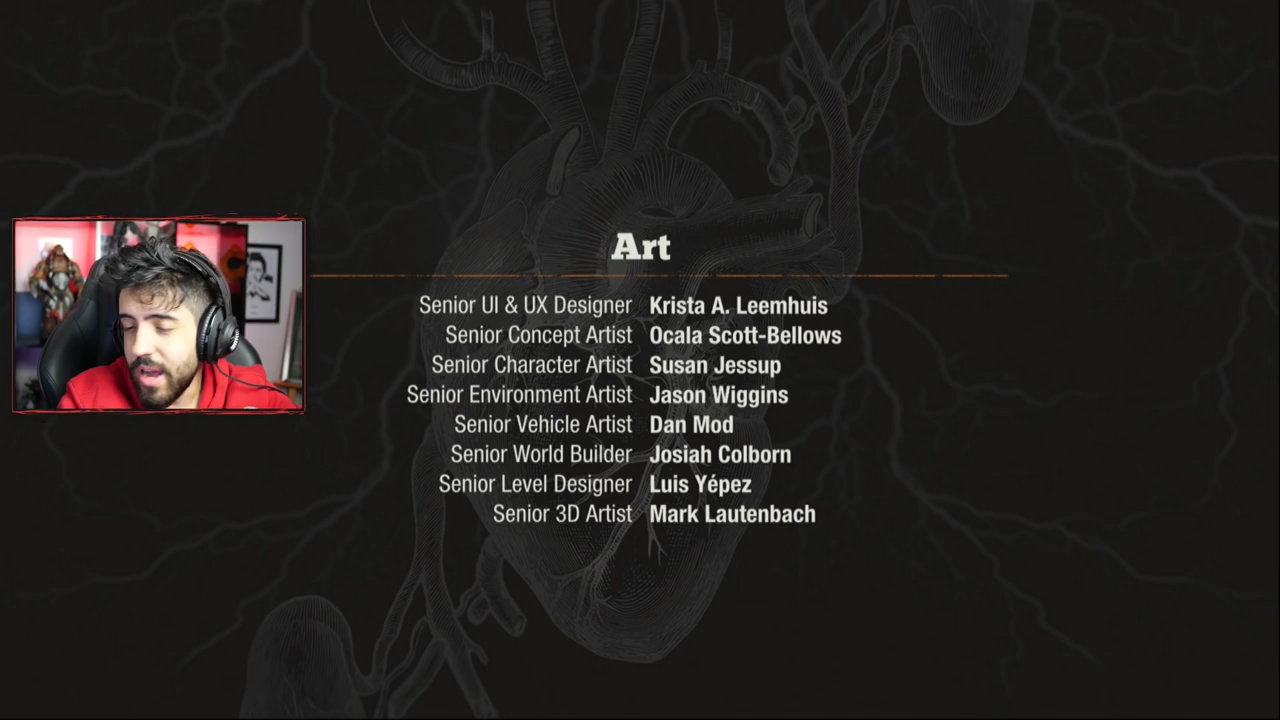 Art
Senior UI & UX Designer Krista A. Leemhuis
Senior Concept Artist Ocala Scott-Bellows
Senior Character Artist Susan Jessup
Senior Environment Artist Jason Wiggins
Senior Vehicle Artist Dan Mod
Senior World Builder Josiah Colborn
Senior Level Designer Luis Yépez
Senior 3D Artist Mark Lautenbach